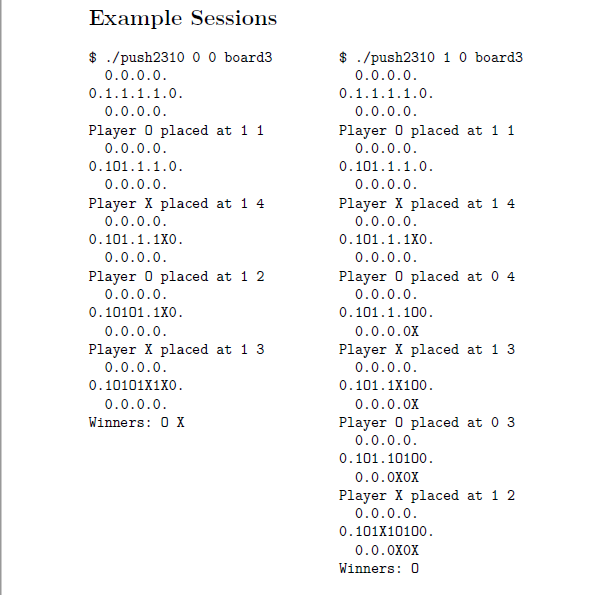 Example Sessions
$ ./push2310 0 0 board3
  0.0.0.0.
0.1.1.1.1.0.
  0.0.0.0.
Player O placed at 1 1
  0.0.0.0.
0.1O1.1.1.0.
  0.0.0.0.
Player X placed at 1 4
  0.0.0.0.
0.1O1.1.1X0.
  0.0.0.0.
Player O placed at 1 2
  0.0.0.0.
0.1O1O1.1X0.
  0.0.0.0.
Player X placed at 1 3
  0.0.0.0.
0.1O1O1X1X0.
  0.0.0.0.
Winners: O X
$ ./push2310 1 0 board3
  0.0.0.0.
0.1.1.1.1.0.
  0.0.0.0.
Player O placed at 1 1
  0.0.0.0.
0.1O1.1.1.0.
  0.0.0.0.
Player X placed at 1 4
  0.0.0.0.
0.1O1.1.1X0.
  0.0.0.0.
Player O placed at 0 4
  0.0.0.0.
0.1O1.1.1O0.
  0.0.0.0X
Player X placed at 1 3
  0.0.0.0.
0.1O1.1X1O0.
  0.0.0.0X
Player O placed at 0 3
  0.0.0.0.
0.1O1.1O1O0.
  0.0.0X0X
Player X placed at 1 2
  0.0.0.0.
0.1O1X1O1O0.
  0.0.0X0X
Winners: O